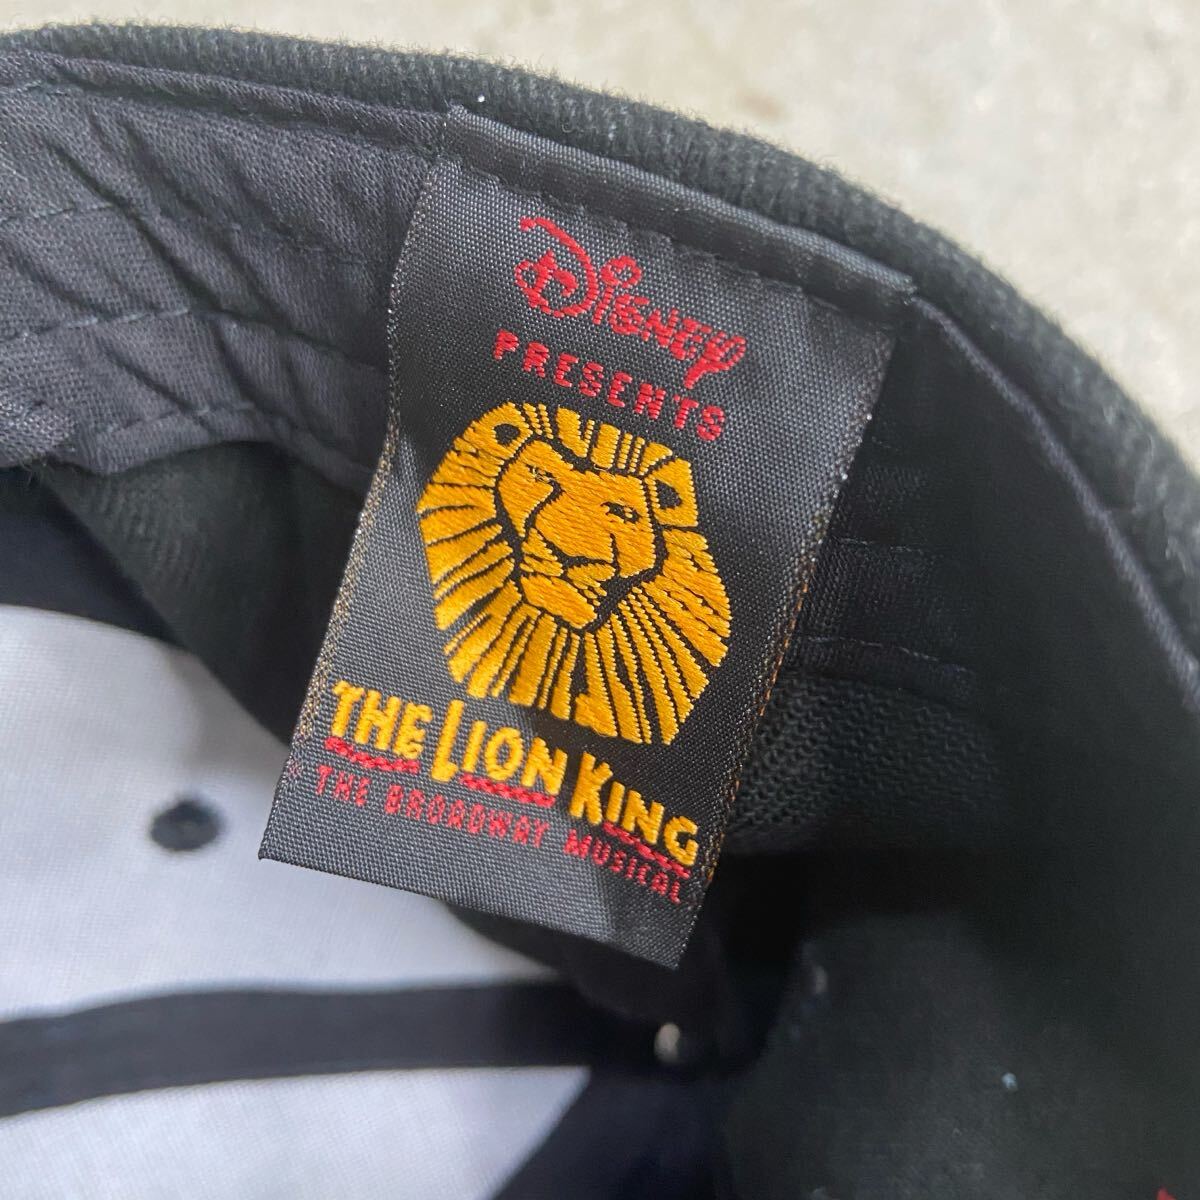 Disney
PRESENTS
THE LION KING
THE BROADWAY MUSICAL